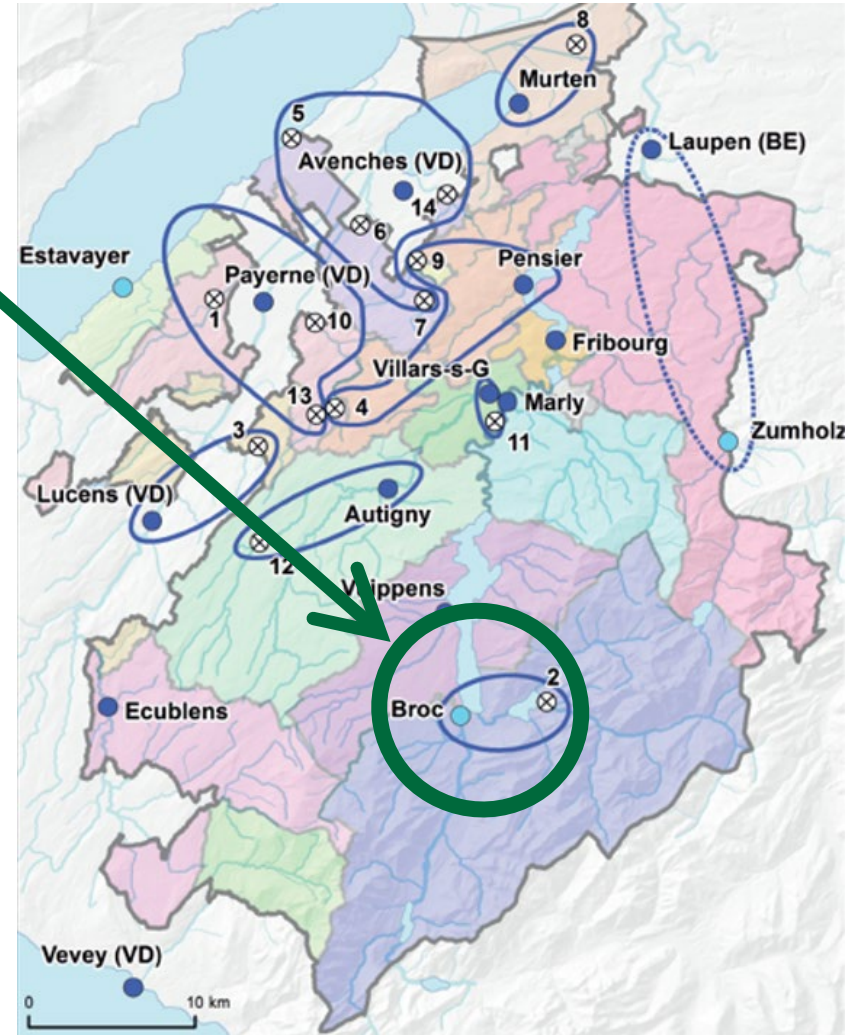 8
Murten
5
Laupen (BE)
Avenches (VD)
14
6
Estavayer
9
Pensier
Payerne (VD)
1
7
10
Fribourg
Villars-s-G
13
4
Marly
3
11
Zumholz
Lucens (VD)
Autigny
12
Vuippens
2
Broc
Ecublens
Vevey (VD)
0
10 km